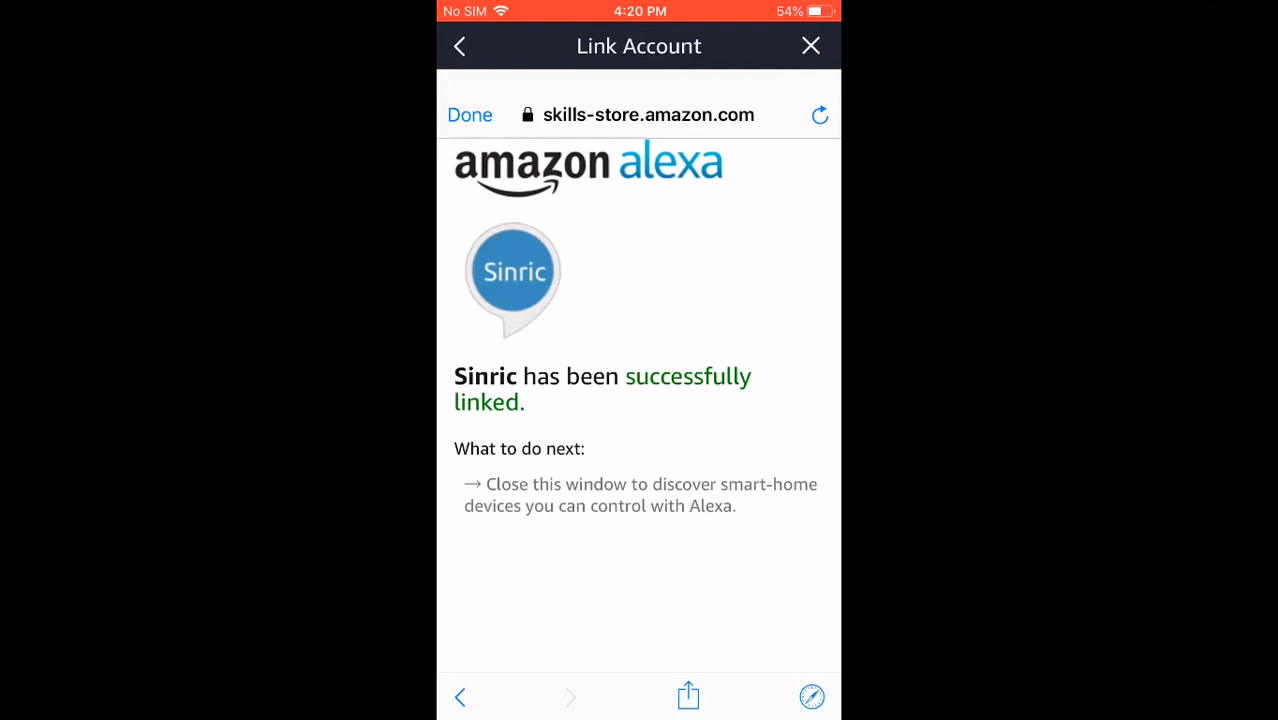 No SIM 4:20 PM 54%
Link Account
Done skills-store.amazon.com
amazon alexa
Sinric
Sinric has been successfully
linked.
What to do next:
→ Close this window to discover smart-home
devices you can control with Alexa.